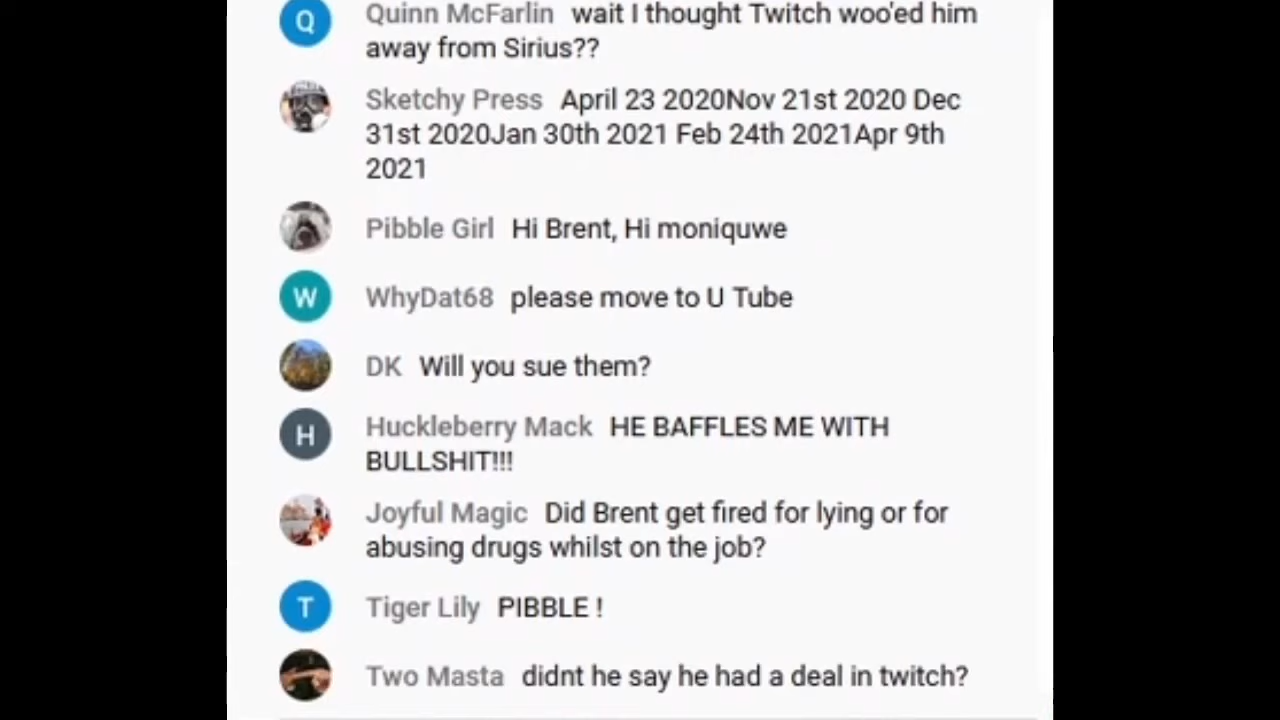 Q Quinn McFarlin wait I thought Twitch woo'ed him
away from Sirius??
Sketchy Press April 23 2020Nov 21st 2020 Dec
31st 2020Jan 30th 2021 Feb 24th 2021Apr 9th
2021
Pibble Girl Hi Brent, Hi moniquwe
W WhyDat68 please move to U Tube
DK Will you sue them?
H Huckleberry Mack HE BAFFLES ME WITH
BULLSHIT!!!
Joyful Magic Did Brent get fired for lying or for
abusing drugs whilst on the job?
T Tiger Lily PIBBLE !
Two Masta didnt he say he had a deal in twitch?